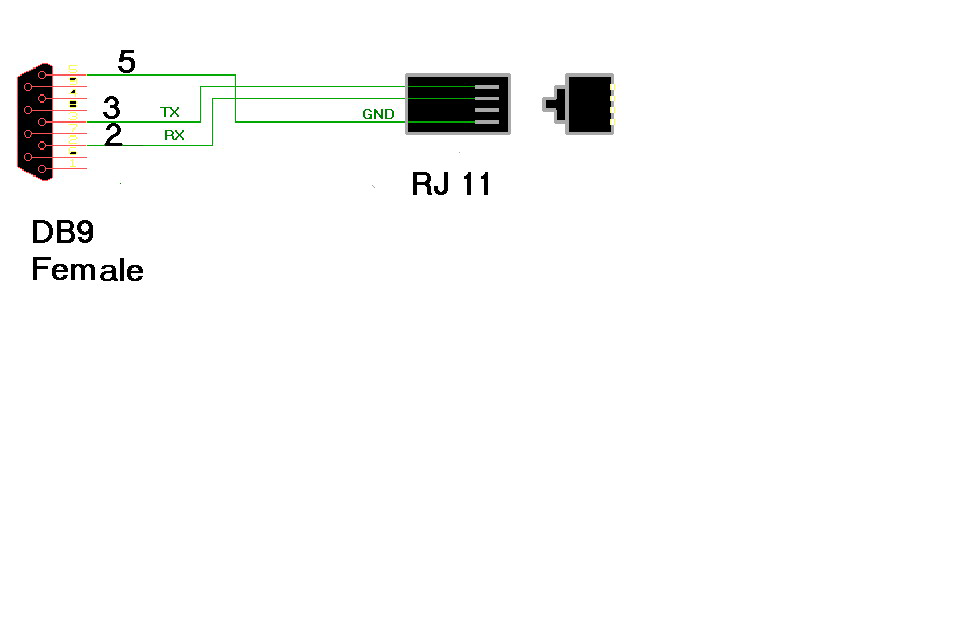 5
3 TX
GND
2 RX
RJ 11
DB9
Female